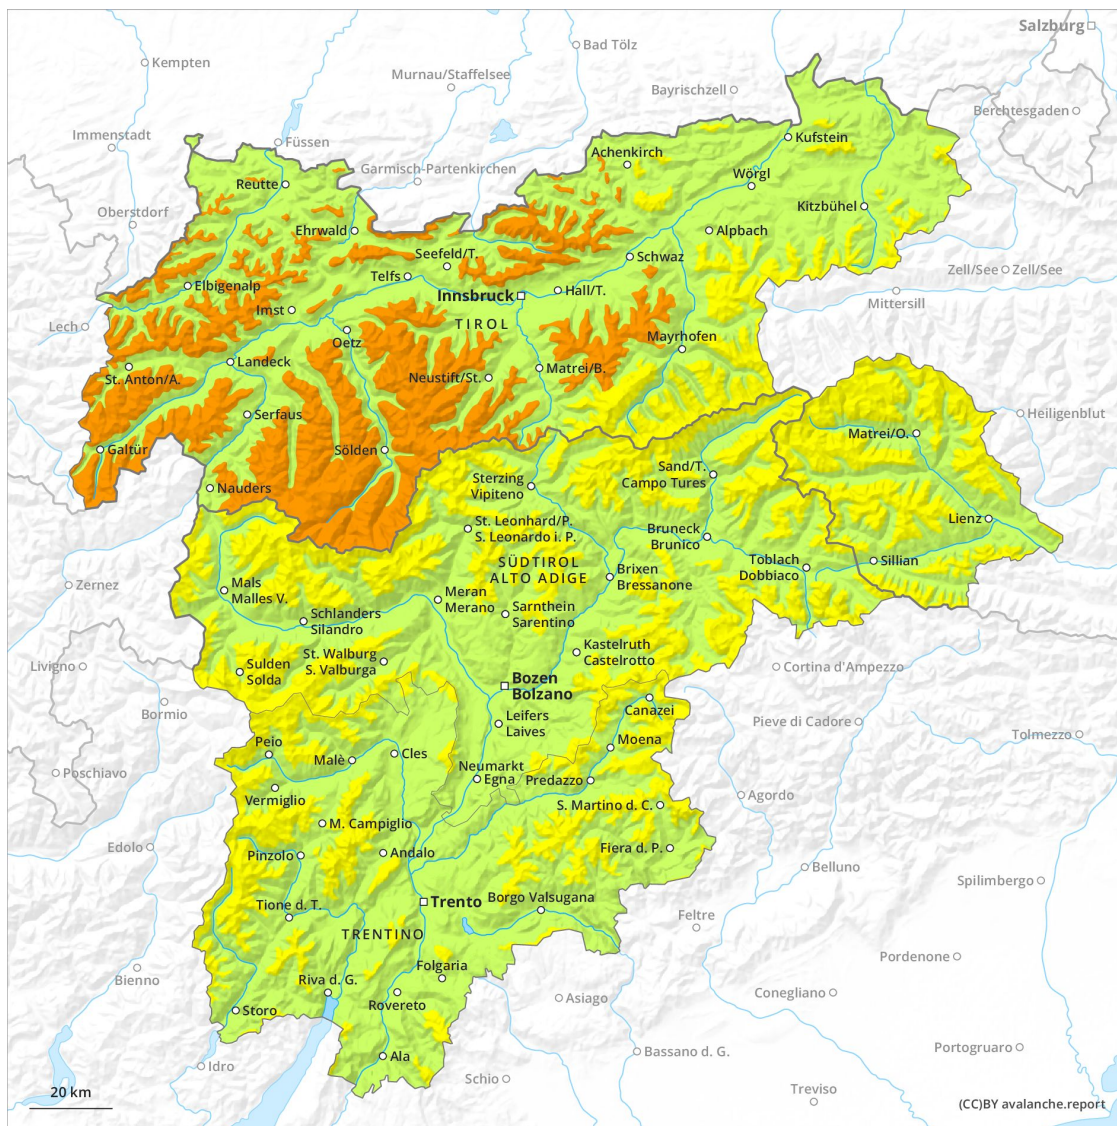 Salzburg
Bad Tölz
Kempten
Murnau/Staffelsee
Bayrischzell
Berchtesgaden
Immenstadt
Füssen
Kufstein
Achenkirch
Garmisch-Partenkirchen
Wörgl
Reutte
Kitzbühel
Oberstdorf
Ehrwald
Alpbach
Seefeld/T.
Schwaz
Telfs
Zell/See
Zell/See
Elbigenalp
Hall/T.
Innsbruck
Mittersill
Imst
TIROL
Lech
Oetz
Mayrhofen
Landeck
Matrei/B.
St. Anton/A.
Neustift/St.
Serfaus
Heiligenblut
Matrei/O.
Galtür
Sölden
Sand/T.
Campo Tures
Sterzing
Vipiteno
Nauders
Lienz
St. Leonhard/P.
S. Leonardo i. P.
Bruneck
Brunico
SÜDTIROL
ALTO ADIGE
Toblach
Dobbiaco
Sillian
Brixen
Bressanone
Zernez
Mals
Malles V.
Meran
Merano
Sarnthein
Sarentino
Schlanders
Silandro
Kastelruth
Castelrotto
St. Walburg
S. Valburga
Livigno
Sulden
Solda
Cortina d'Ampezzo
Bozen
Bolzano
Canazei
Bormio
Leifers
Laives
Pieve di Cadore
Tolmezzo
Peio
Moena
Cles
Malè
Poschiavo
Neumarkt
Egna
Predazzo
Vermiglio
Agordo
S. Martino d. C.
M. Campiglio
Edolo
Fiera d. P.
Pinzolo
Andalo
Belluno
Spilimbergo
Borgo Valsugana
Trento
Tione d. T.
Feltre
TRENTINO
Pordenone
Folgaria
Bienno
Riva d. G.
Conegliano
Asiago
Rovereto
Storo
Portogruaro
Bassano d. G.
Ala
Idro
Schio
Treviso
20 km
(CC)BY avalanche.report